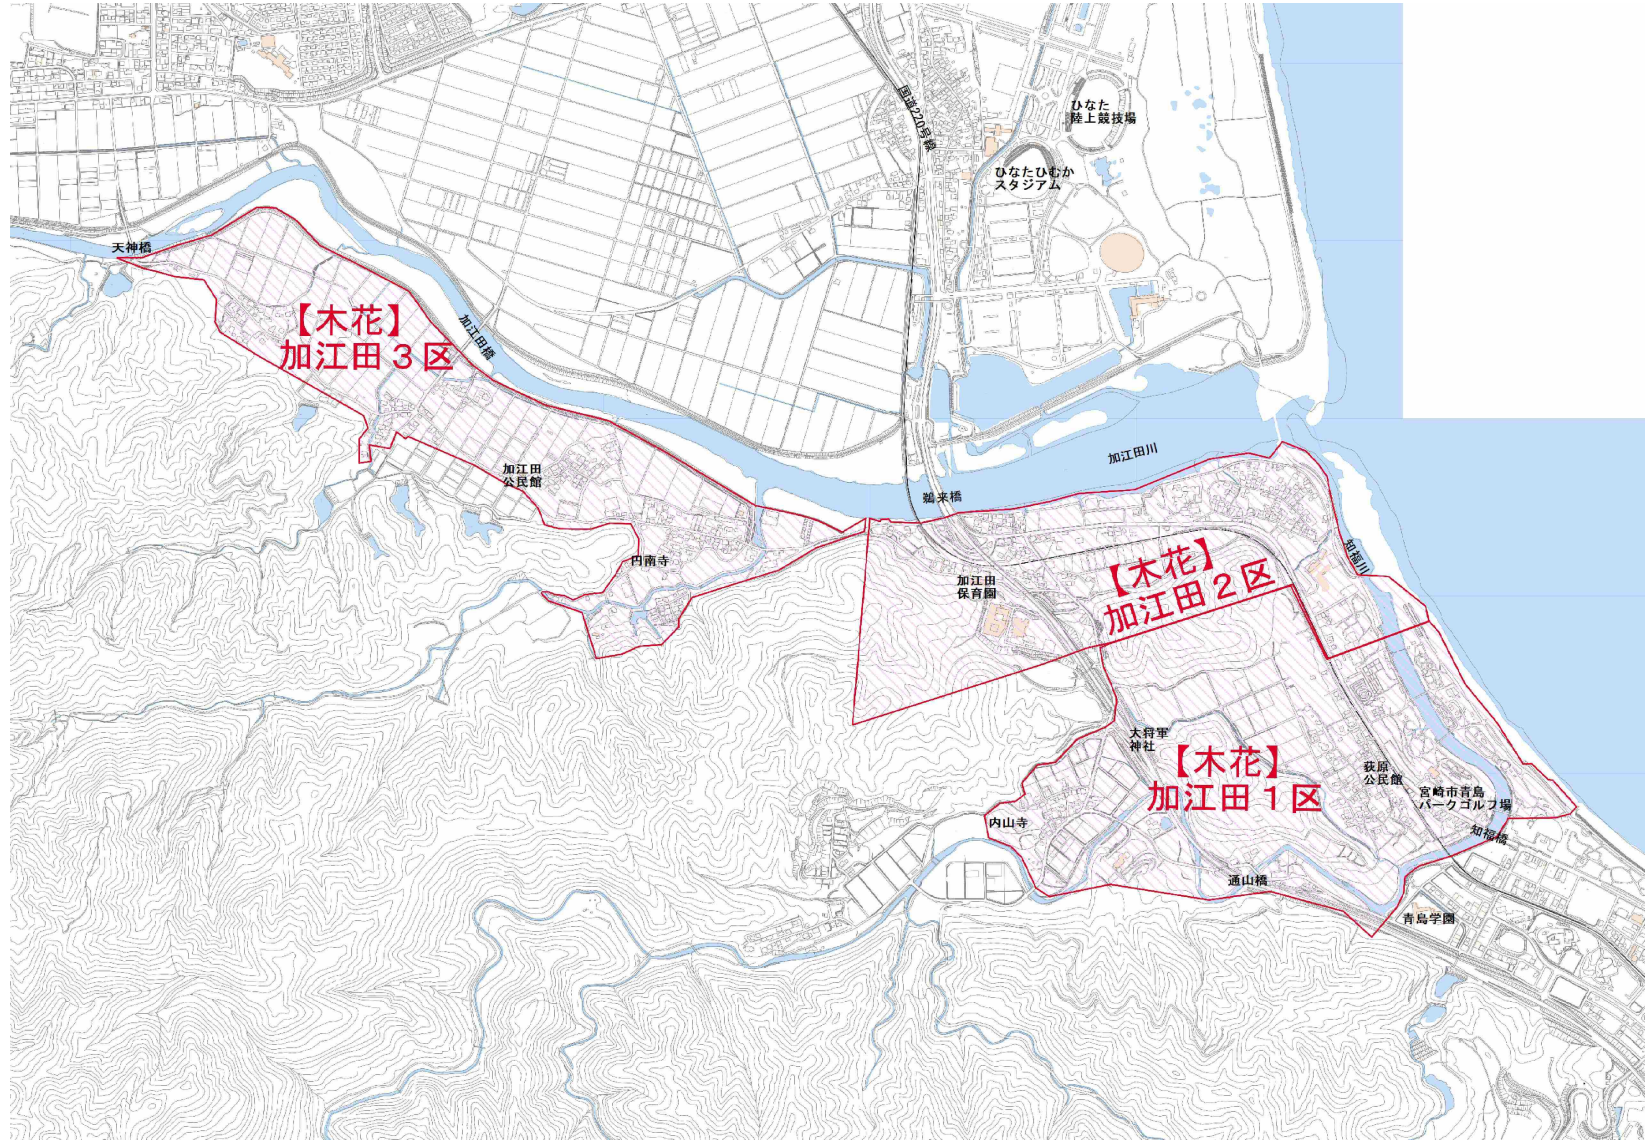 国道220号線
ひなた
陸上競技場
ひなたひむか
スタジアム
天神橋
【木花】
加江田３区
加江田橋
加江田
公民館
加江田川
鵜来橋
円南寺
知福川
加江田
保育園
【木花】
加江田２区
大将軍
神社
【木花】
加江田１区
萩原
公民館
宮崎市青島
パークゴルフ場
内山寺
知福橋
通山橋
青島学園